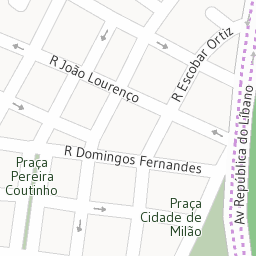 R Escobar Ortiz
R João Lourenço
Av República do Líbano
R Domingos Fernandes
Praça
Pereira
Coutinho
Praça
Cidade de
Milão